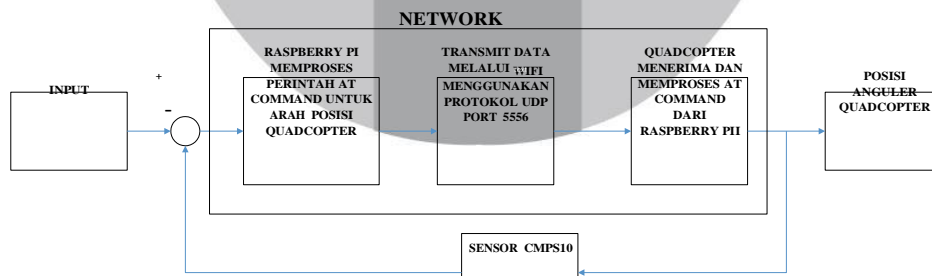 NETWORK
INPUT
+
-
RASPBERRY PI
MEMPROSES
PERINTAH AT
COMMAND UNTUK
ARAH POSISI
QUADCOPTER
TRANSMIT DATA
MELALUI WIFI
MENGGUNAKAN
PROTOKOL UDP
PORT 5556
QUADCOPTER
MENERIMA DAN
MEMPROSES AT
COMMAND
DARI
RASPBERRY PII
POSISI
ANGULER
QUADCOPTER
SENSOR CMPS10